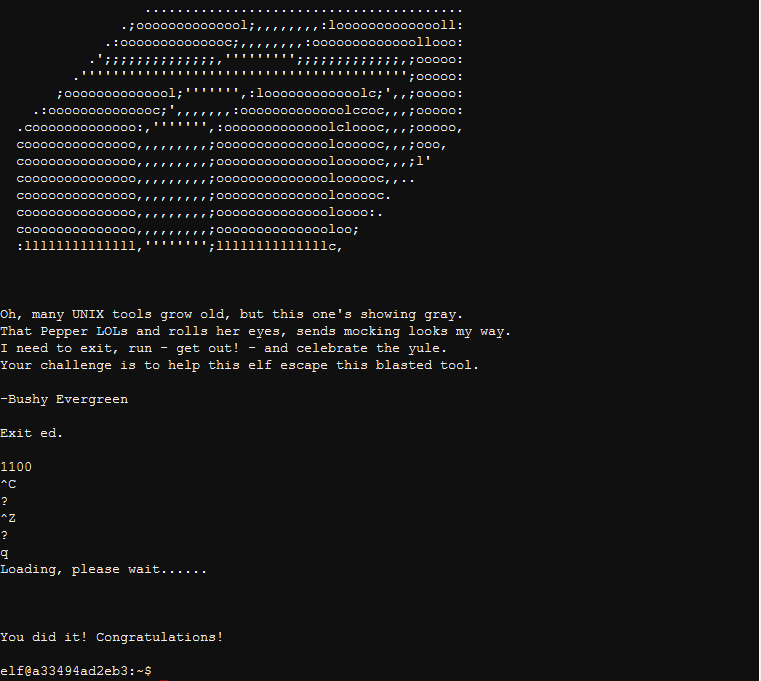 ........................................
.;oooooooooooool;,,,,,,,,:loooooooooooooll:
.:oooooooooooooc;,,,,,,,,:ooooooooooooollooo:
.';;;;;;;;;;;;;;,''''''''';;;;;;;;;;;;;,;ooooo:
.''''''''''''''''''''''''''''''''''''''''';ooooo:
;oooooooooooool;''''''',:loooooooooooolc;',,;ooooo:
.:oooooooooooooc;',,,,,,,:ooooooooooooolccoc,,,;ooooo:
.cooooooooooooo:,''''''',:ooooooooooooolcloooc,,,;ooooo,
coooooooooooooo,,,,,,,,,;ooooooooooooooloooooc,,,;ooo,
coooooooooooooo,,,,,,,,,;ooooooooooooooloooooc,,,;l'
coooooooooooooo,,,,,,,,,;ooooooooooooooloooooc,,..
coooooooooooooo,,,,,,,,,;ooooooooooooooloooooc.
coooooooooooooo,,,,,,,,,;ooooooooooooooloooo:.
coooooooooooooo,,,,,,,,,;ooooooooooooooloo;
:llllllllllllll,'''''''';llllllllllllllc,
Oh, many UNIX tools grow old, but this one's showing gray.
That Pepper LOLs and rolls her eyes, sends mocking looks my way.
I need to exit, run - get out! - and celebrate the yule.
Your challenge is to help this elf escape this blasted tool.
-Bushy Evergreen
Exit ed.
1100
^C
?
^Z
?
q
Loading, please wait......
You did it! Congratulations!
elf@a33494ad2eb3:~$